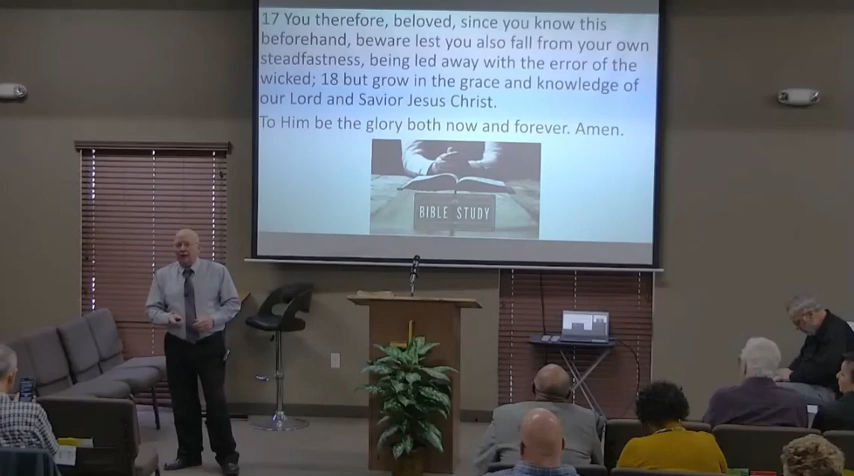 17 You therefore, beloved, since you know this
beforehand, beware lest you also fall from your own
steadfastness, being led away with the error of the
wicked; 18 but grow in the grace and knowledge of
our Lord and Savior Jesus Christ.
To Him be the glory both now and forever. Amen.
BIBLE STUDY